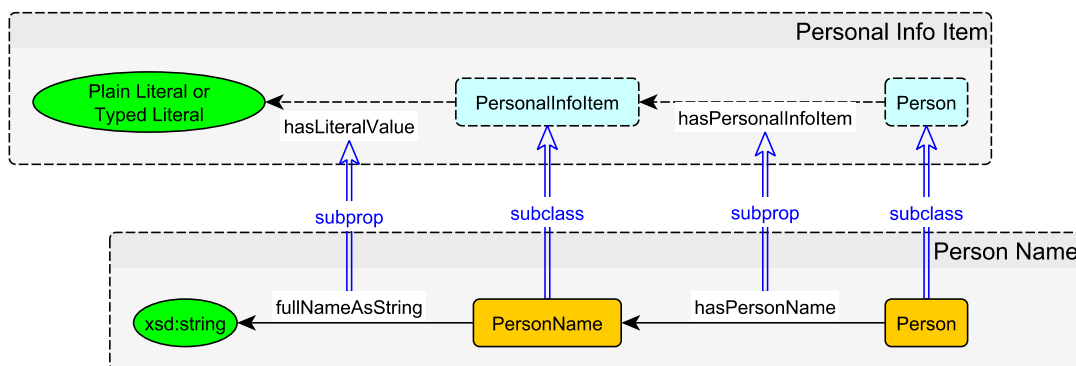 Personal Info Item
Plain Literal or
Typed Literal
PersonalInfoItem
Person
hasLiteralValue
hasPersonalInfoItem
subprop
subclass
subprop
subclass
Person Name
xsd:string
fullNameAsString
PersonName
hasPersonName
Person